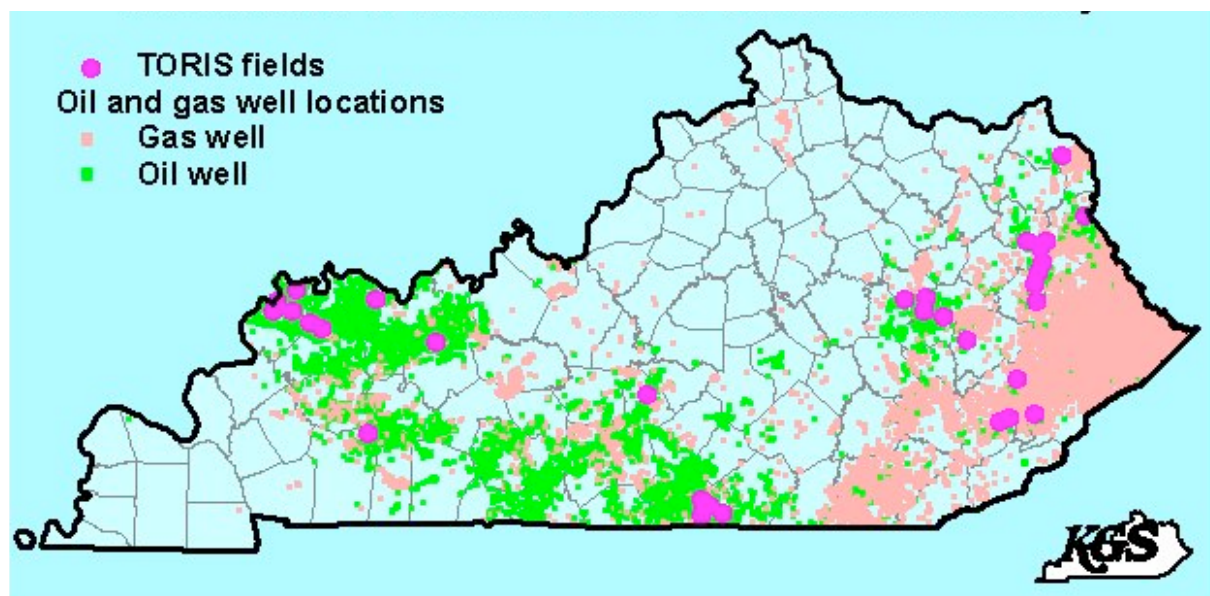 TORIS fields
Oil and gas well locations
Gas well
Oil well
KGS